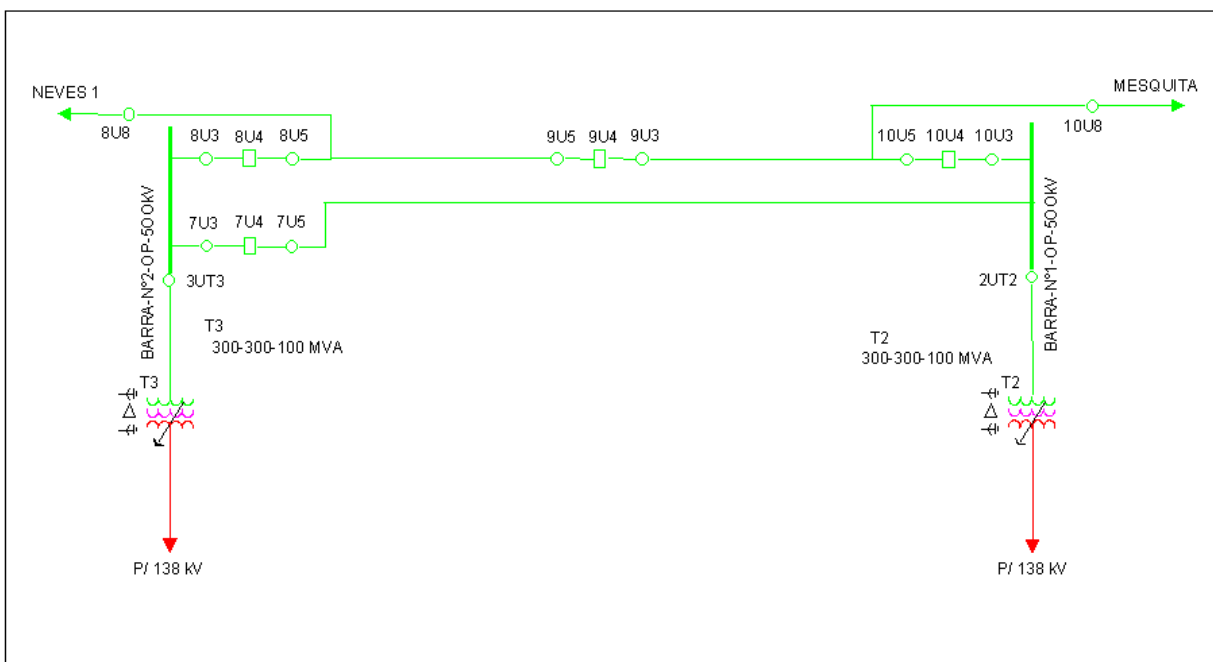 NEVES 1
MESQUITA
8U8
10U8
8U3 8U4 8U5
9U5 9U4 9U3
10U5 10U4 10U3
7U3 7U4 7U5
BARRA-Nº2-OP-500KV
BARRA-Nº1-OP-500KV
3UT3
2UT2
T3
300-300-100 MVA
T2
300-300-100 MVA
T3
T2
P/ 138 kV
P/ 138 kV